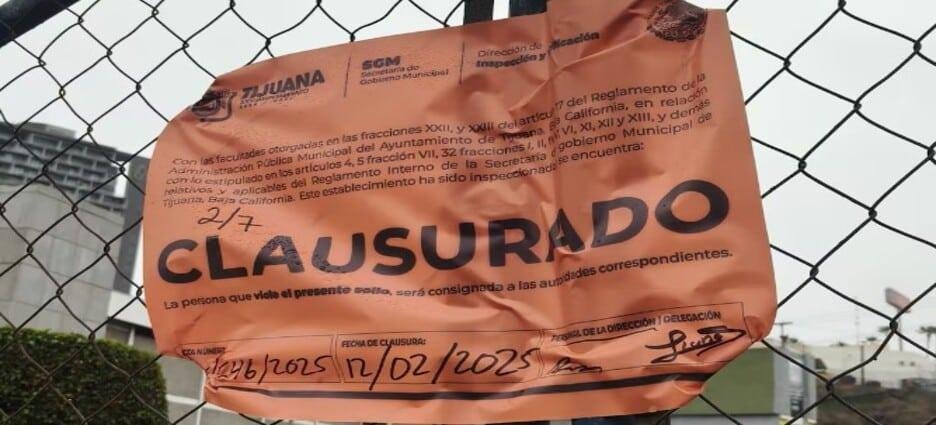 TIJUANA
SGM
Secretaría de
Gobierno Municipal
Dirección de
Inspección y
Con las facultades otorgadas en las fracciones XXII, y XXIII del artículo 17 del Reglamento de la
Administración Pública Municipal del Ayuntamiento de Tijuana, California, en relación
con lo estipulado en los artículos 4, 5 fracción VII, 32 fracciones I, II, VI, XI, XII y XIII, y demás
relativos y aplicables del Reglamento Interno de la Secretaría gobierno Municipal de
Tijuana, Baja California. Este establecimiento ha sido inspeccionado se encuentra:
2/7
CLAUSURADO
La persona que viole el presente sello, será consignada a las autoridades correspondientes.
NÚMERO:
FECHA DE CLAUSURA:
DE LA DIRECCIÓN | DELEGACIÓN
246/2025
12/02/2025